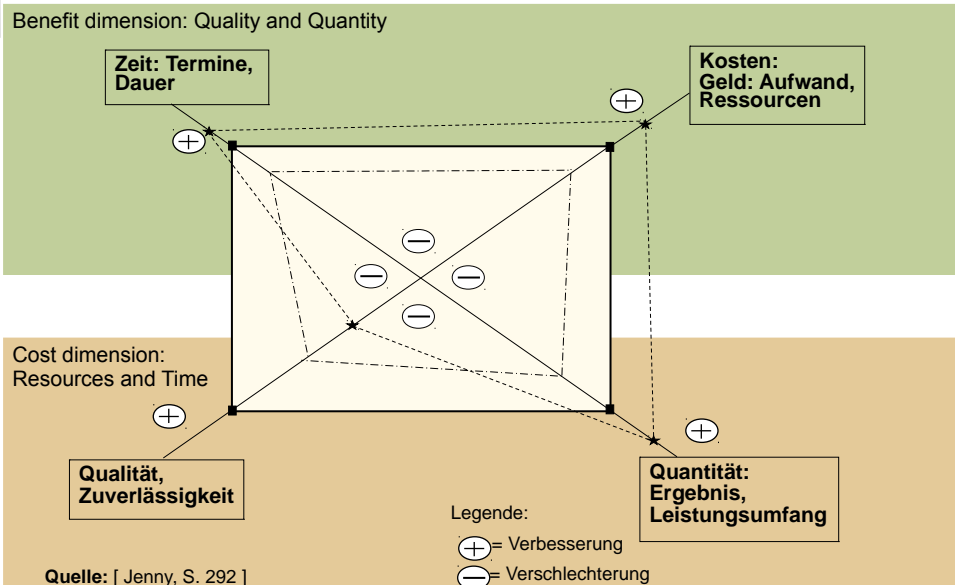 Benefit dimension: Quality and Quantity
Zeit: Termine,
Dauer
Kosten:
Geld: Aufwand,
Ressourcen
Cost dimension:
Resources and Time
Qualität,
Zuverlässigkeit
Quantität:
Ergebnis,
Leistungsumfang
Legende:
+ = Verbesserung
− = Verschlechterung
Quelle: [ Jenny, S. 292 ]